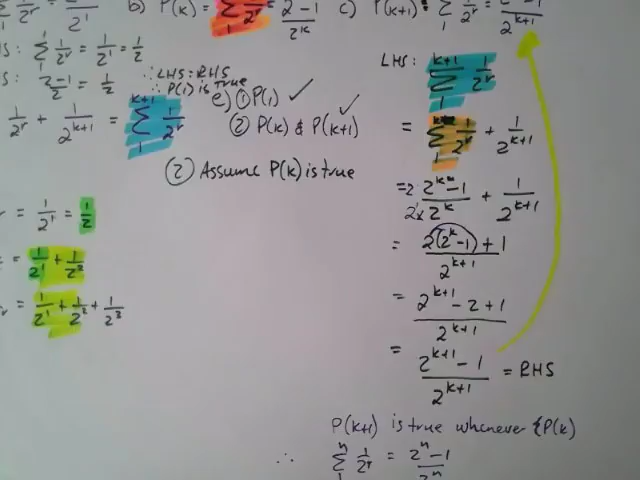 b) P(k) = Σ 1/2^r = 2 - 1 / 2^k
c) P(k+1): Σ 1/2^r =
2^{k+1}
: Σ 1/2^r = 1/2^1 = 1/2
: 2-1/2 = 1/2
∴ LHS = RHS
∴ P(1) is true
1/2^r + 1/2^{k+1} = Σ_1^{k+1} 1/2^r
e) ① P(1) ✓
② P(k) & P(k+1) ✓
② Assume P(k) is true
= 1/2^1 = 1/2
1/2^1 + 1/2^2
1/2^1 + 1/2^2 + 1/2^3
LHS: Σ_1^{k+1} 1/2^r
= Σ_1 1/2^r + 1/2^{k+1}
= 2· 2^k - 1 / 2× 2^k + 1/2^{k+1}
= 2(2^k - 1) + 1 / 2^{k+1}
= 2^{k+1} - 2 + 1 / 2^{k+1}
= 2^{k+1} - 1 / 2^{k+1} = RHS
P(k+1) is true whenever {P(k)
∴ Σ_1^n 1/2^r = 2^n - 1 / 2^n